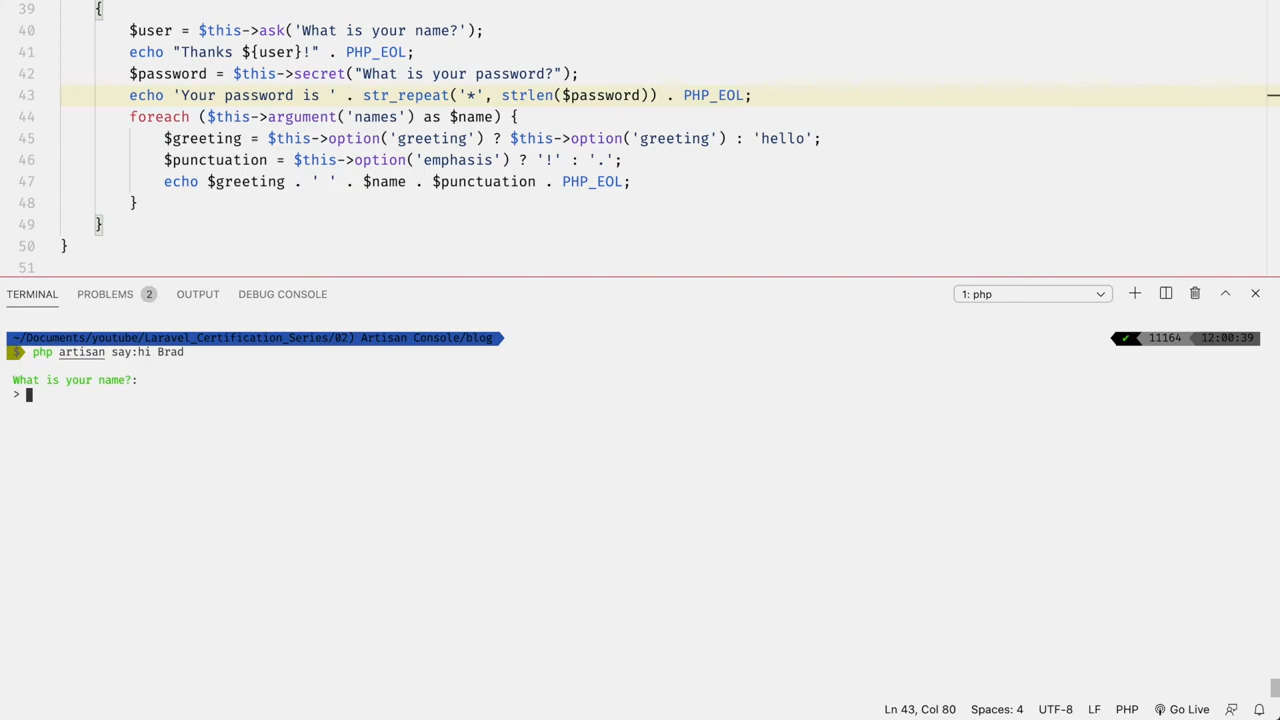 39 {
40 $user = $this->ask('What is your name?');
41 echo "Thanks ${user}!" . PHP_EOL;
42 $password = $this->secret("What is your password?");
43 echo 'Your password is ' . str_repeat('*', strlen($password)) . PHP_EOL;
44 foreach ($this->argument('names') as $name) {
45 $greeting = $this->option('greeting') ? $this->option('greeting') : 'hello';
46 $punctuation = $this->option('emphasis') ? '!' : '.';
47 echo $greeting . ' ' . $name . $punctuation . PHP_EOL;
48 }
49 }
50 }
51
TERMINAL PROBLEMS 2 OUTPUT DEBUG CONSOLE 1: php
~/Documents/youtube/Laravel_Certification_Series/02) Artisan Console/blog ✔ 11164 12:00:39
$ php artisan say:hi Brad
What is your name?:
>
Ln 43, Col 80 Spaces: 4 UTF-8 LF PHP Go Live